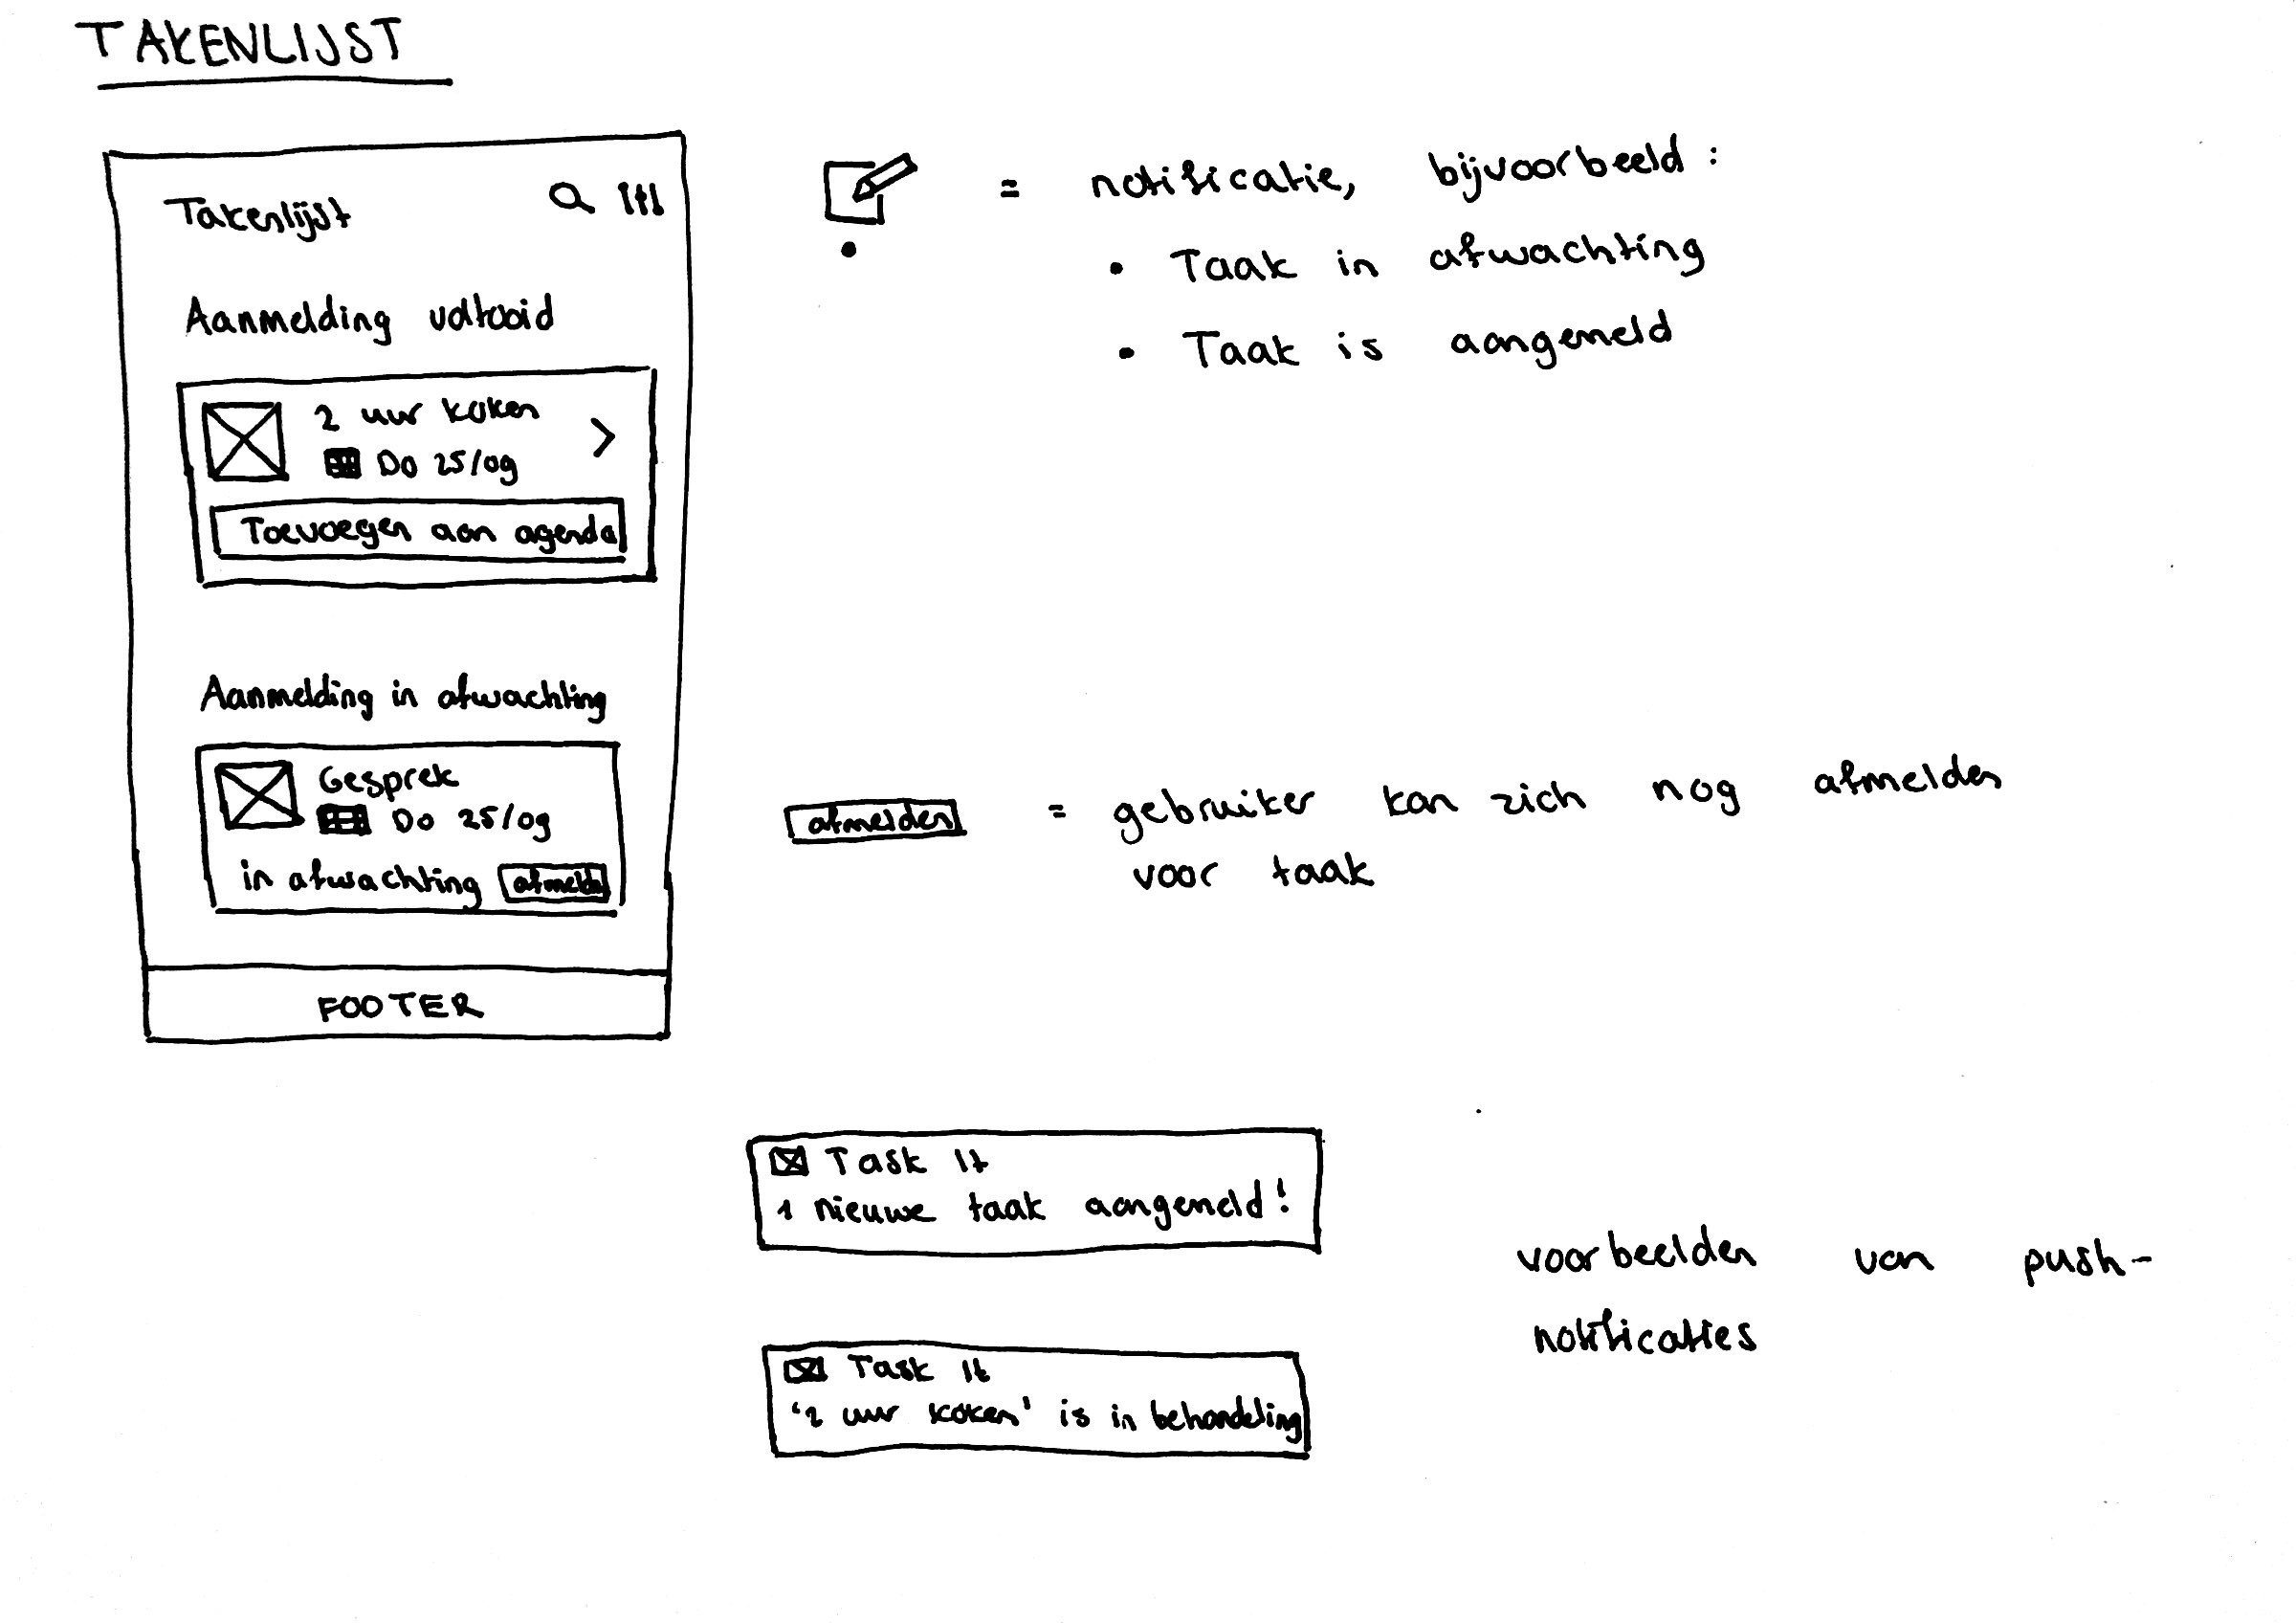 TAKENLIJST
Takenlijst
Aanmelding voltooid
2 uur koken
Do 25/09
Toevoegen aan agenda
Aanmelding in afwachting
Gesprek
Do 25/09
in afwachting afmelden
FOOTER
= notificatie, bijvoorbeeld:
• Taak in afwachting
• Taak is aangemeld
afmelden = gebruiker kan zich nog afmelden
voor taak
Task It
1 nieuwe taak aangemeld!
Task It
'2 uur koken' is in behandeling
voorbeelden van push-
notificaties